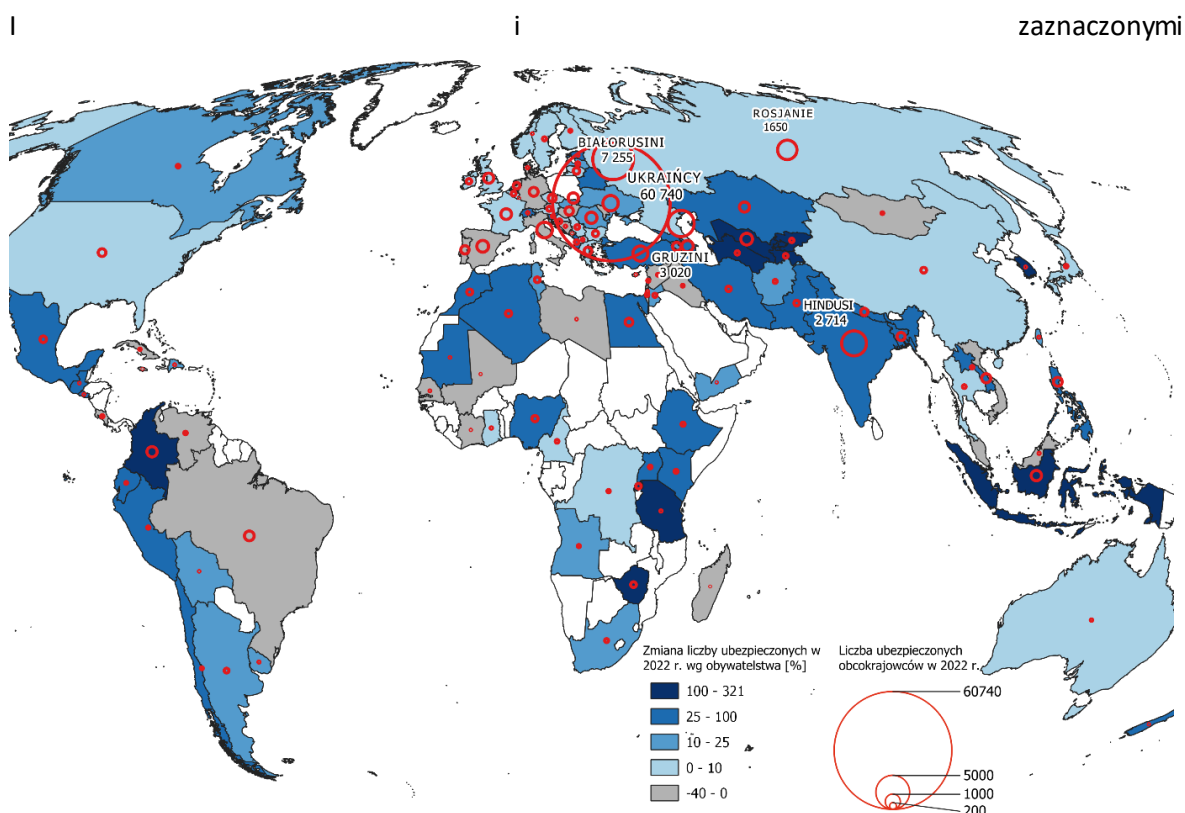 I i zaznaczonymi
ROSJANIE
1650
BIAŁORUSINI
7 255
UKRAIŃCY
60 740
GRUZINI
3 020
HINDUSI
2 714
Zmiana liczby ubezpieczonych w
2022 r. wg obywatelstwa [%]
100 - 321
25 - 100
10 - 25
0 - 10
-40 - 0
Liczba ubezpieczonych
obcokrajowców w 2022 r.
60740
5000
1000
200